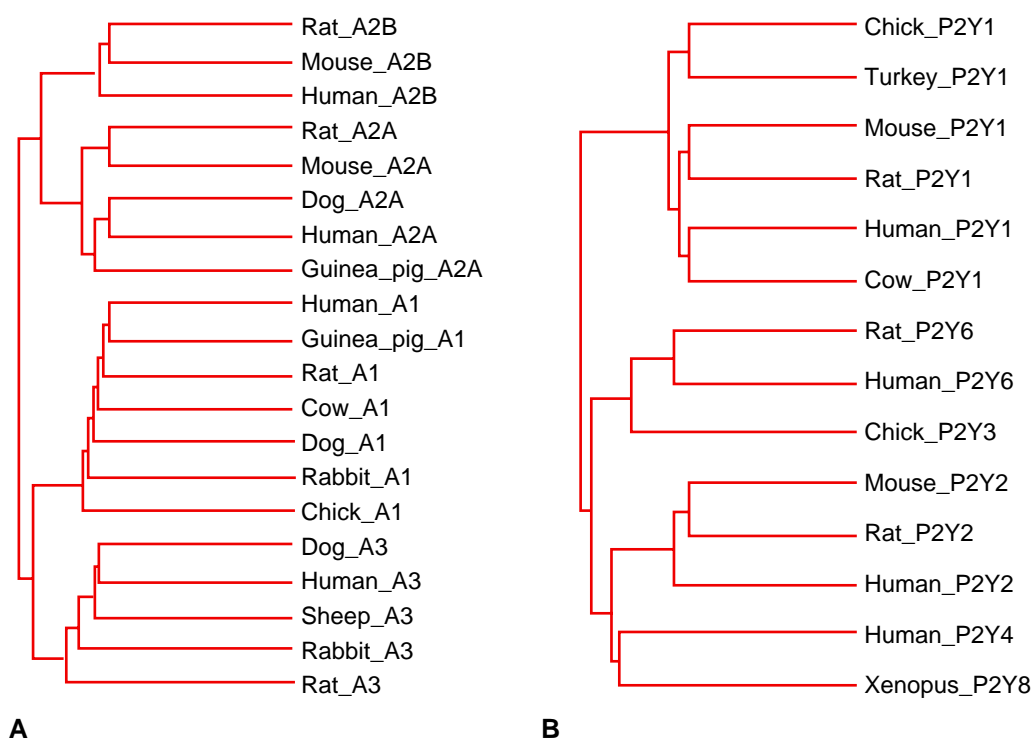 Rat_A2B
Mouse_A2B
Human_A2B
Rat_A2A
Mouse_A2A
Dog_A2A
Human_A2A
Guinea_pig_A2A
Human_A1
Guinea_pig_A1
Rat_A1
Cow_A1
Dog_A1
Rabbit_A1
Chick_A1
Dog_A3
Human_A3
Sheep_A3
Rabbit_A3
Rat_A3
A
Chick_P2Y1
Turkey_P2Y1
Mouse_P2Y1
Rat_P2Y1
Human_P2Y1
Cow_P2Y1
Rat_P2Y6
Human_P2Y6
Chick_P2Y3
Mouse_P2Y2
Rat_P2Y2
Human_P2Y2
Human_P2Y4
Xenopus_P2Y8
B